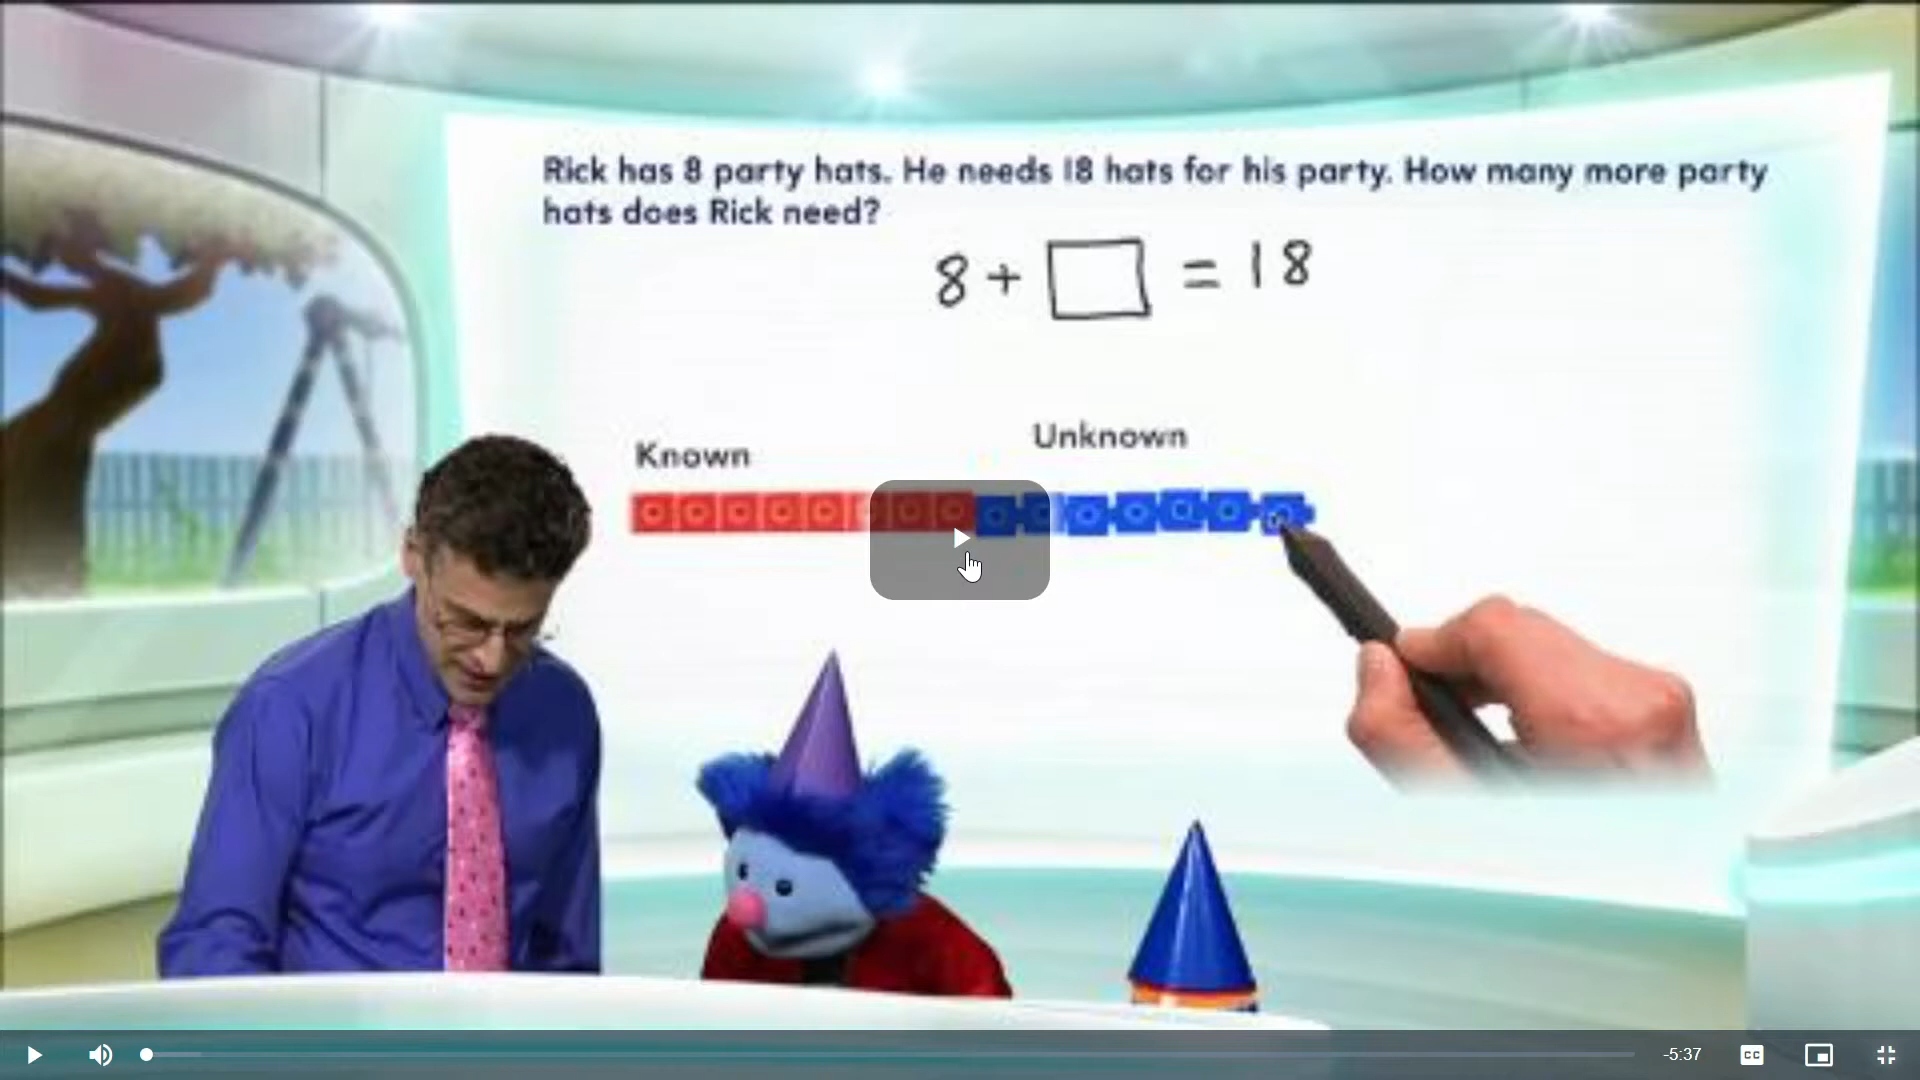 Rick has 8 party hats. He needs 18 hats for his party. How many more party
hats does Rick need?
8 + □ = 18
Unknown
Known
-5:37
CC